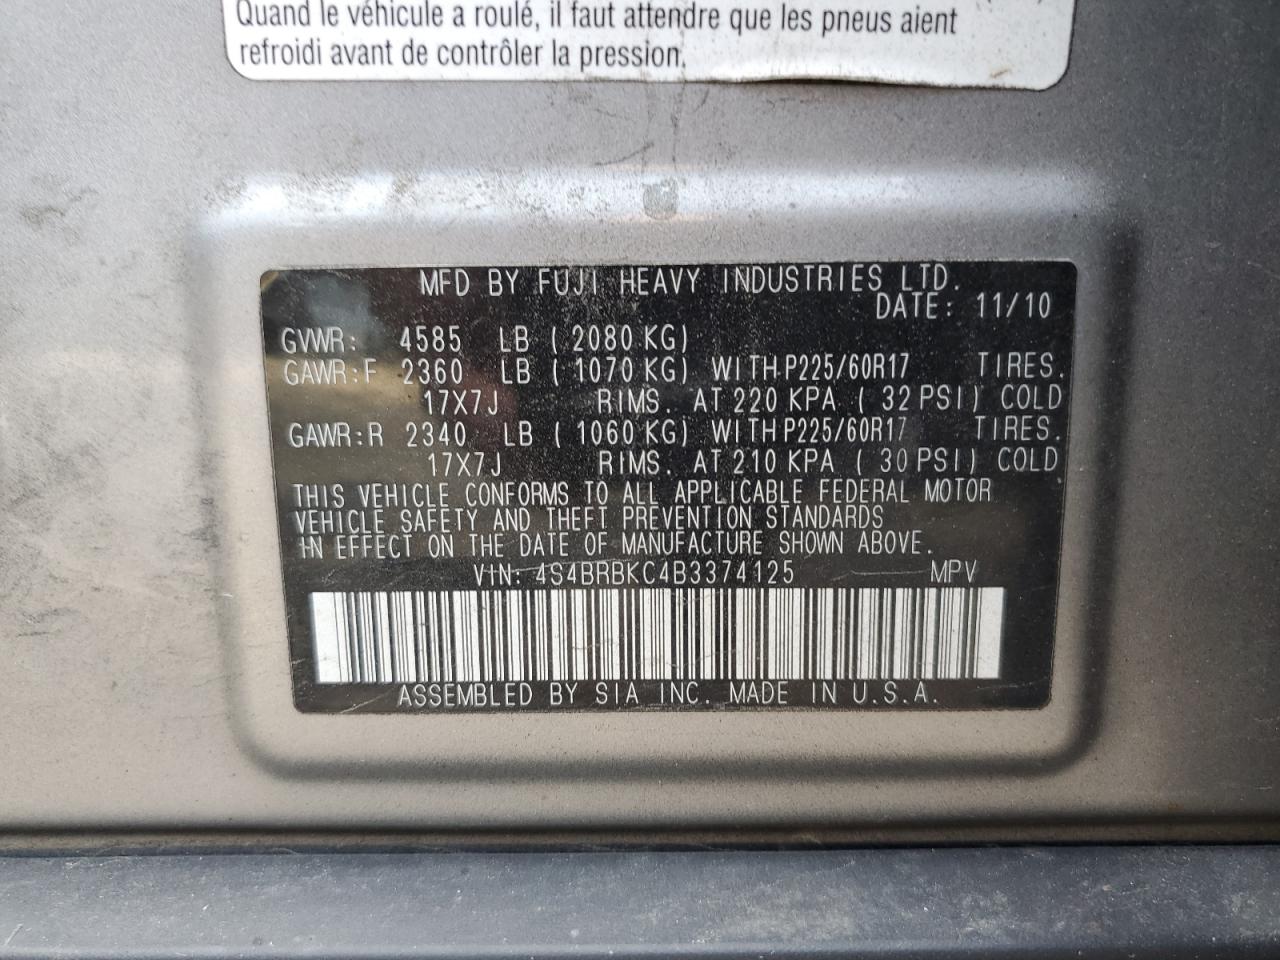 Quand le véhicule a roulé, il faut attendre que les pneus aient
refroidi avant de contrôler la pression.
MFD BY FUJI HEAVY INDUSTRIES LTD.
DATE: 11/10
GVWR: 4585 LB ( 2080 KG)
GAWR:F 2360 LB ( 1070 KG) WITH P225/60R17 TIRES.
17X7J RIMS. AT 220 KPA ( 32 PSI) COLD
GAWR:R 2340 LB ( 1060 KG) WITH P225/60R17 TIRES.
17X7J RIMS. AT 210 KPA ( 30 PSI) COLD
THIS VEHICLE CONFORMS TO ALL APPLICABLE FEDERAL MOTOR
VEHICLE SAFETY AND THEFT PREVENTION STANDARDS
IN EFFECT ON THE DATE OF MANUFACTURE SHOWN ABOVE.
VIN: 4S4BRBKC4B3374125 MPV
ASSEMBLED BY SIA INC. MADE IN U.S.A.